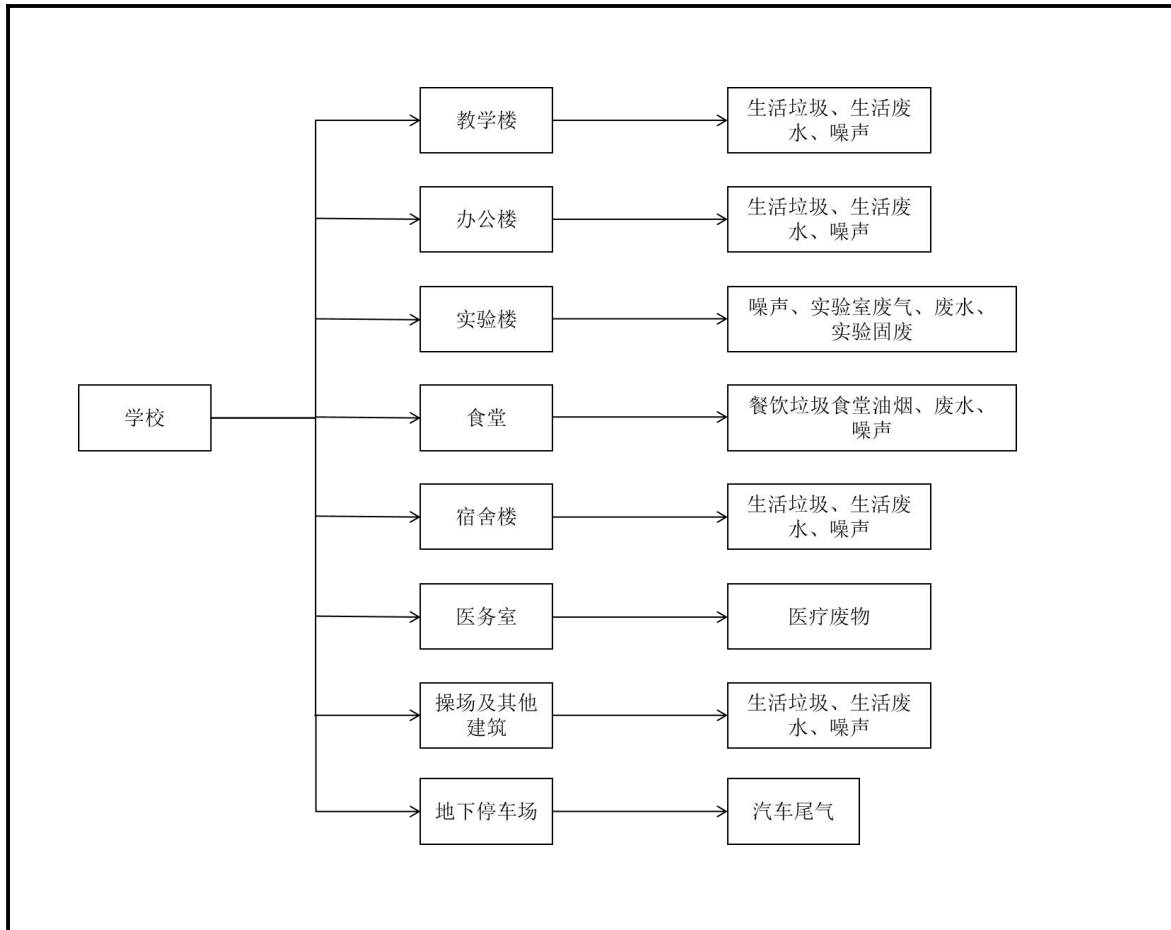 教学楼
生活垃圾、生活废
水、噪声
办公楼
生活垃圾、生活废
水、噪声
实验楼
噪声、实验室废气、废水、
实验固废
学校
食堂
餐饮垃圾食堂油烟、废水、
噪声
宿舍楼
生活垃圾、生活废
水、噪声
医务室
医疗废物
操场及其他
建筑
生活垃圾、生活废
水、噪声
地下停车场
汽车尾气